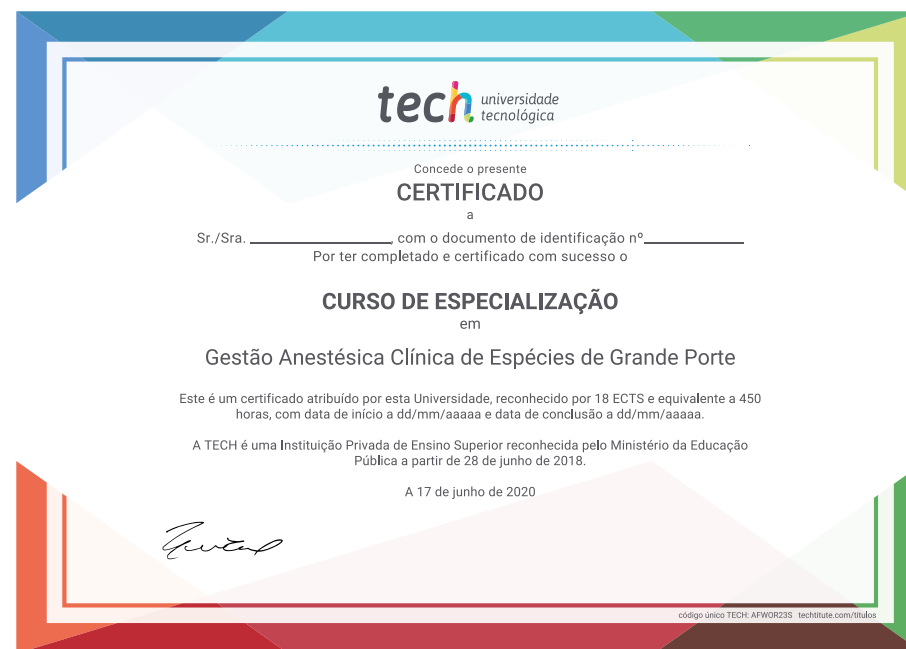 tech universidade
tecnológica
Concede o presente
CERTIFICADO
a
Sr./Sra. ____________________, com o documento de identificação nº______________
Por ter completado e certificado com sucesso o
CURSO DE ESPECIALIZAÇÃO
em
Gestão Anestésica Clínica de Espécies de Grande Porte
Este é um certificado atribuído por esta Universidade, reconhecido por 18 ECTS e equivalente a 450
horas, com data de início a dd/mm/aaaaa e data de conclusão a dd/mm/aaaaa.
A TECH é uma Instituição Privada de Ensino Superior reconhecida pelo Ministério da Educação
Pública a partir de 28 de junho de 2018.
A 17 de junho de 2020
código único TECH: AFWOR23S techtitute.com/titulos